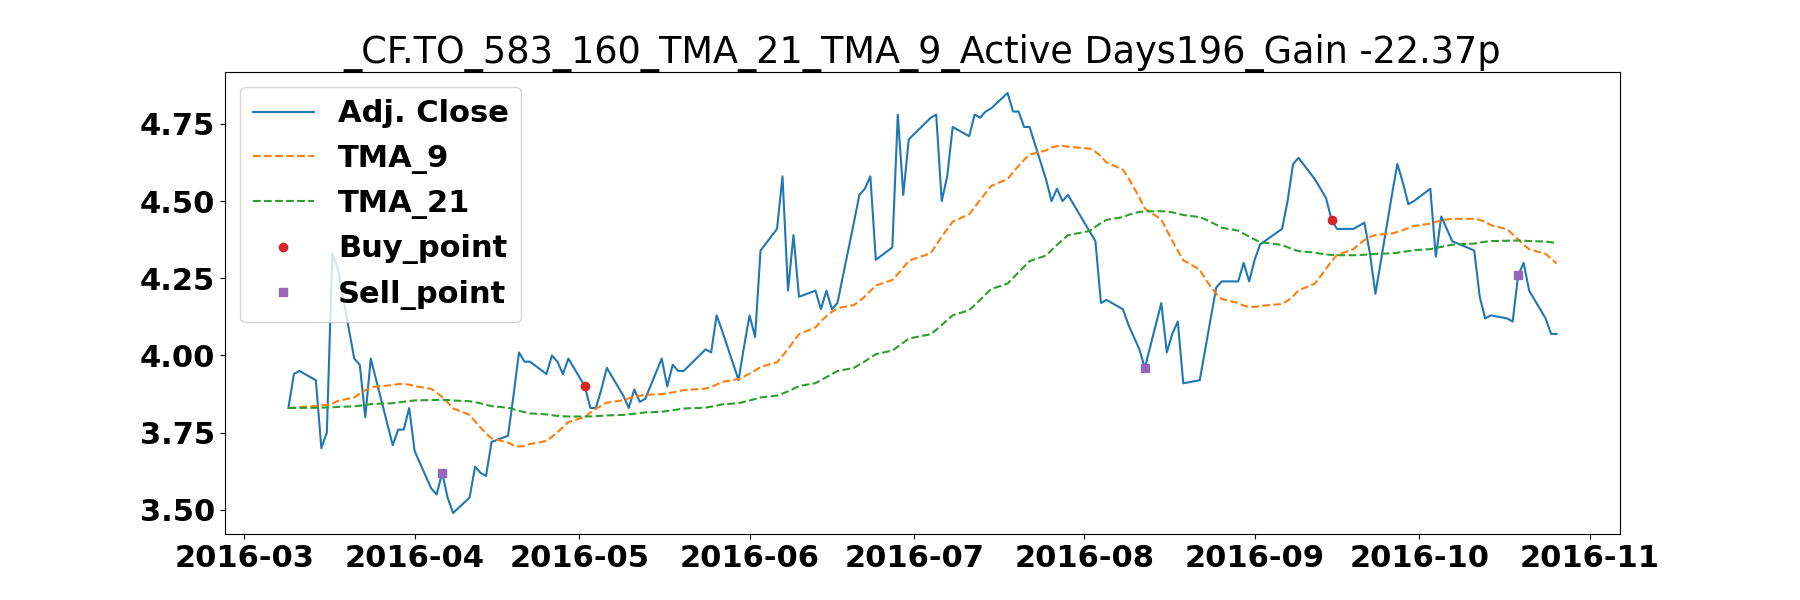 _CF.TO_583_160_TMA_21_TMA_9_Active Days196_Gain -22.37p
Adj. Close
TMA_9
TMA_21
Buy_point
Sell_point
4.75
4.50
4.25
4.00
3.75
3.50
2016-03 2016-04 2016-05 2016-06 2016-07 2016-08 2016-09 2016-10 2016-11